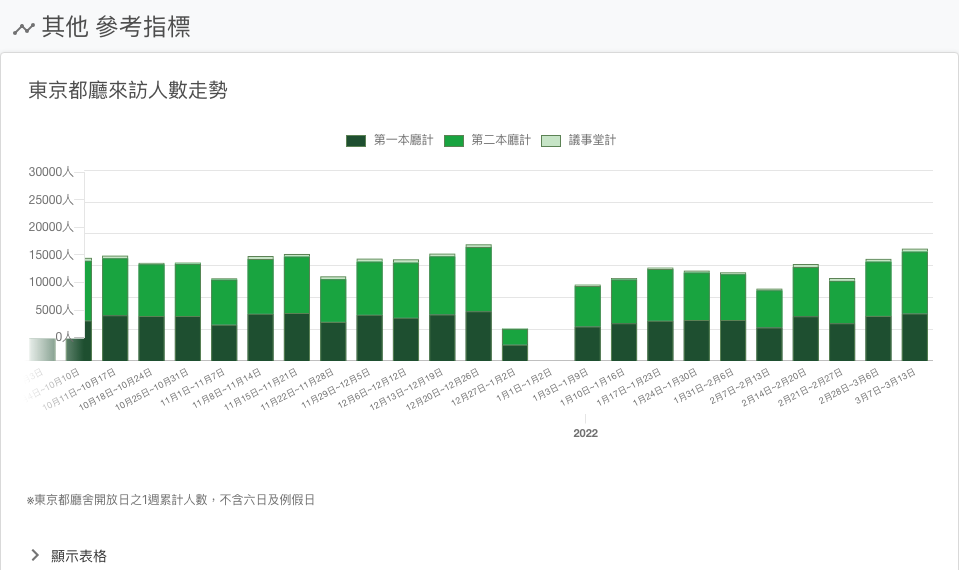 其他 參考指標
東京都廳來訪人數走勢
第一本廳計 第二本廳計 議事堂計
30000人
25000人
20000人
15000人
10000人
5000人
0人
10月11日~10月17日
10月18日~10月24日
10月25日~10月31日
11月1日~11月7日
11月8日~11月14日
11月15日~11月21日
11月22日~11月28日
11月29日~12月5日
12月6日~12月12日
12月13日~12月19日
12月20日~12月26日
12月27日~1月2日
1月1日~1月2日
1月3日~1月9日
1月10日~1月16日
1月17日~1月23日
1月24日~1月30日
1月31日~2月6日
2月7日~2月13日
2月14日~2月20日
2月21日~2月27日
2月28日~3月6日
3月7日~3月13日
2022
※東京都廳舍開放日之1週累計人數，不含六日及例假日
顯示表格